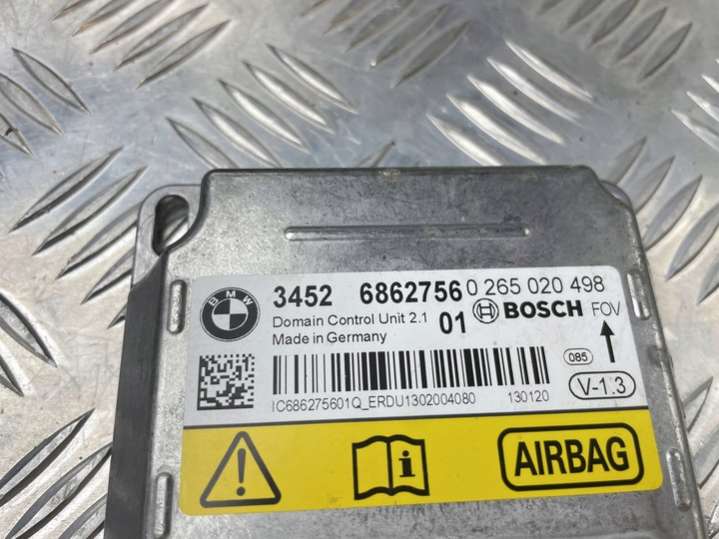 BMW
3452 6862756 0 265 020 498
Domain Control Unit 2.1 01 BOSCH FOV
Made in Germany
085
V-1.3
IC686275601Q_ERDU1302004080 130120
i AIRBAG